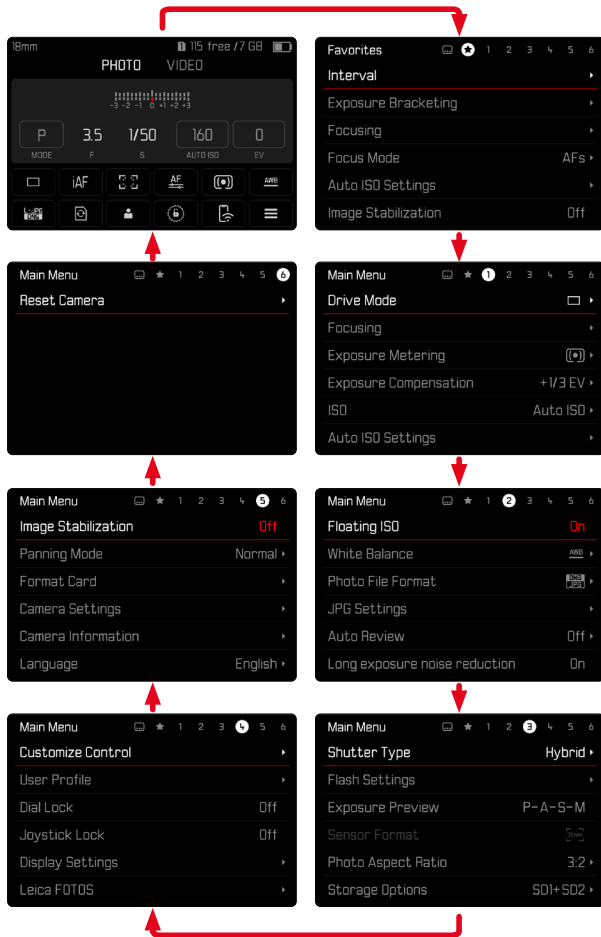 18mm 1 115 free / 7 GB
PHOTO VIDEO
-3 -2 -1 0 +1 +2 +3
P 3.5 1/50 160 0
MODE F S AUTO ISO EV
iAF AF AWB
L-JPG
DNG
Favorites 1 2 3 4 5 6
Interval
Exposure Bracketing
Focusing
Focus Mode AFs
Auto ISO Settings
Image Stabilization Off
Main Menu 1 2 3 4 5 6
Reset Camera
Main Menu 1 2 3 4 5 6
Drive Mode
Focusing
Exposure Metering
Exposure Compensation +1/3 EV
ISO Auto ISO
Auto ISO Settings
Main Menu 1 2 3 4 5 6
Image Stabilization Off
Panning Mode Normal
Format Card
Camera Settings
Camera Information
Language English
Main Menu 1 2 3 4 5 6
Floating ISO On
White Balance AWB
Photo File Format DNG JPG
JPG Settings
Auto Review Off
Long exposure noise reduction On
Main Menu 1 2 3 4 5 6
Customize Control
User Profile
Dial Lock Off
Joystick Lock Off
Display Settings
Leica FOTOS
Main Menu 1 2 3 4 5 6
Shutter Type Hybrid
Flash Settings
Exposure Preview P-A-S-M
Sensor Format 35mm
Photo Aspect Ratio 3:2
Storage Options SD1+SD2